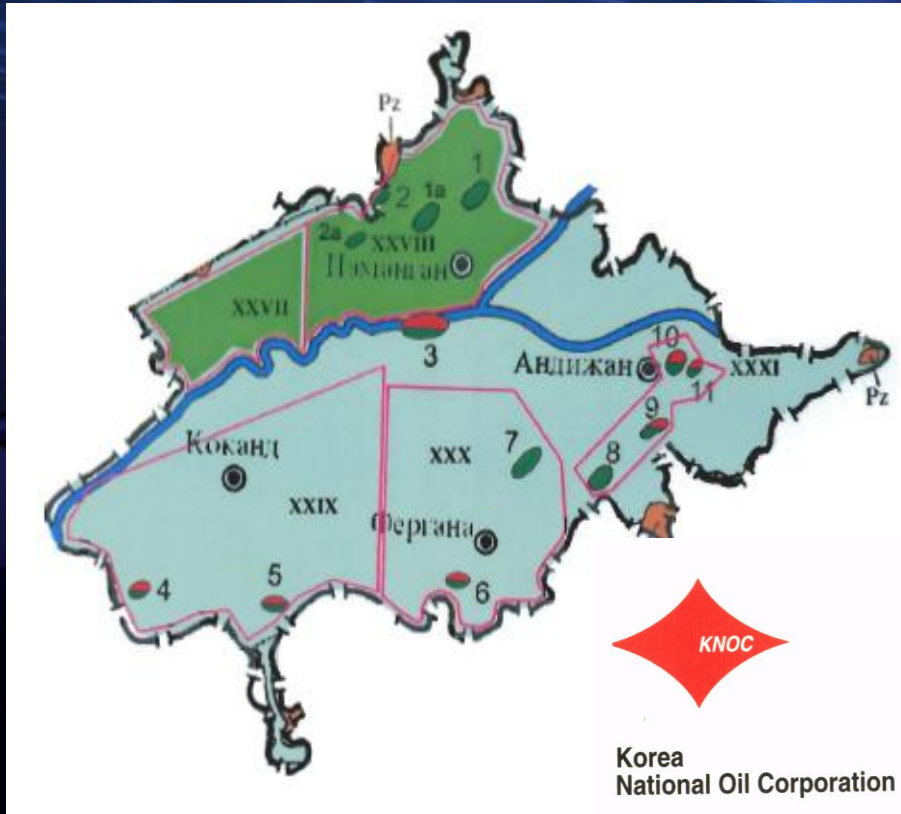 Pz
1
2
1a
2a
XXVIII
Наманган
XXVII
3
10
Андижан
XXXI
11
Pz
9
Коканд
XXX
7
8
XXIX
Фергана
4
5
6
KNOC
Korea
National Oil Corporation